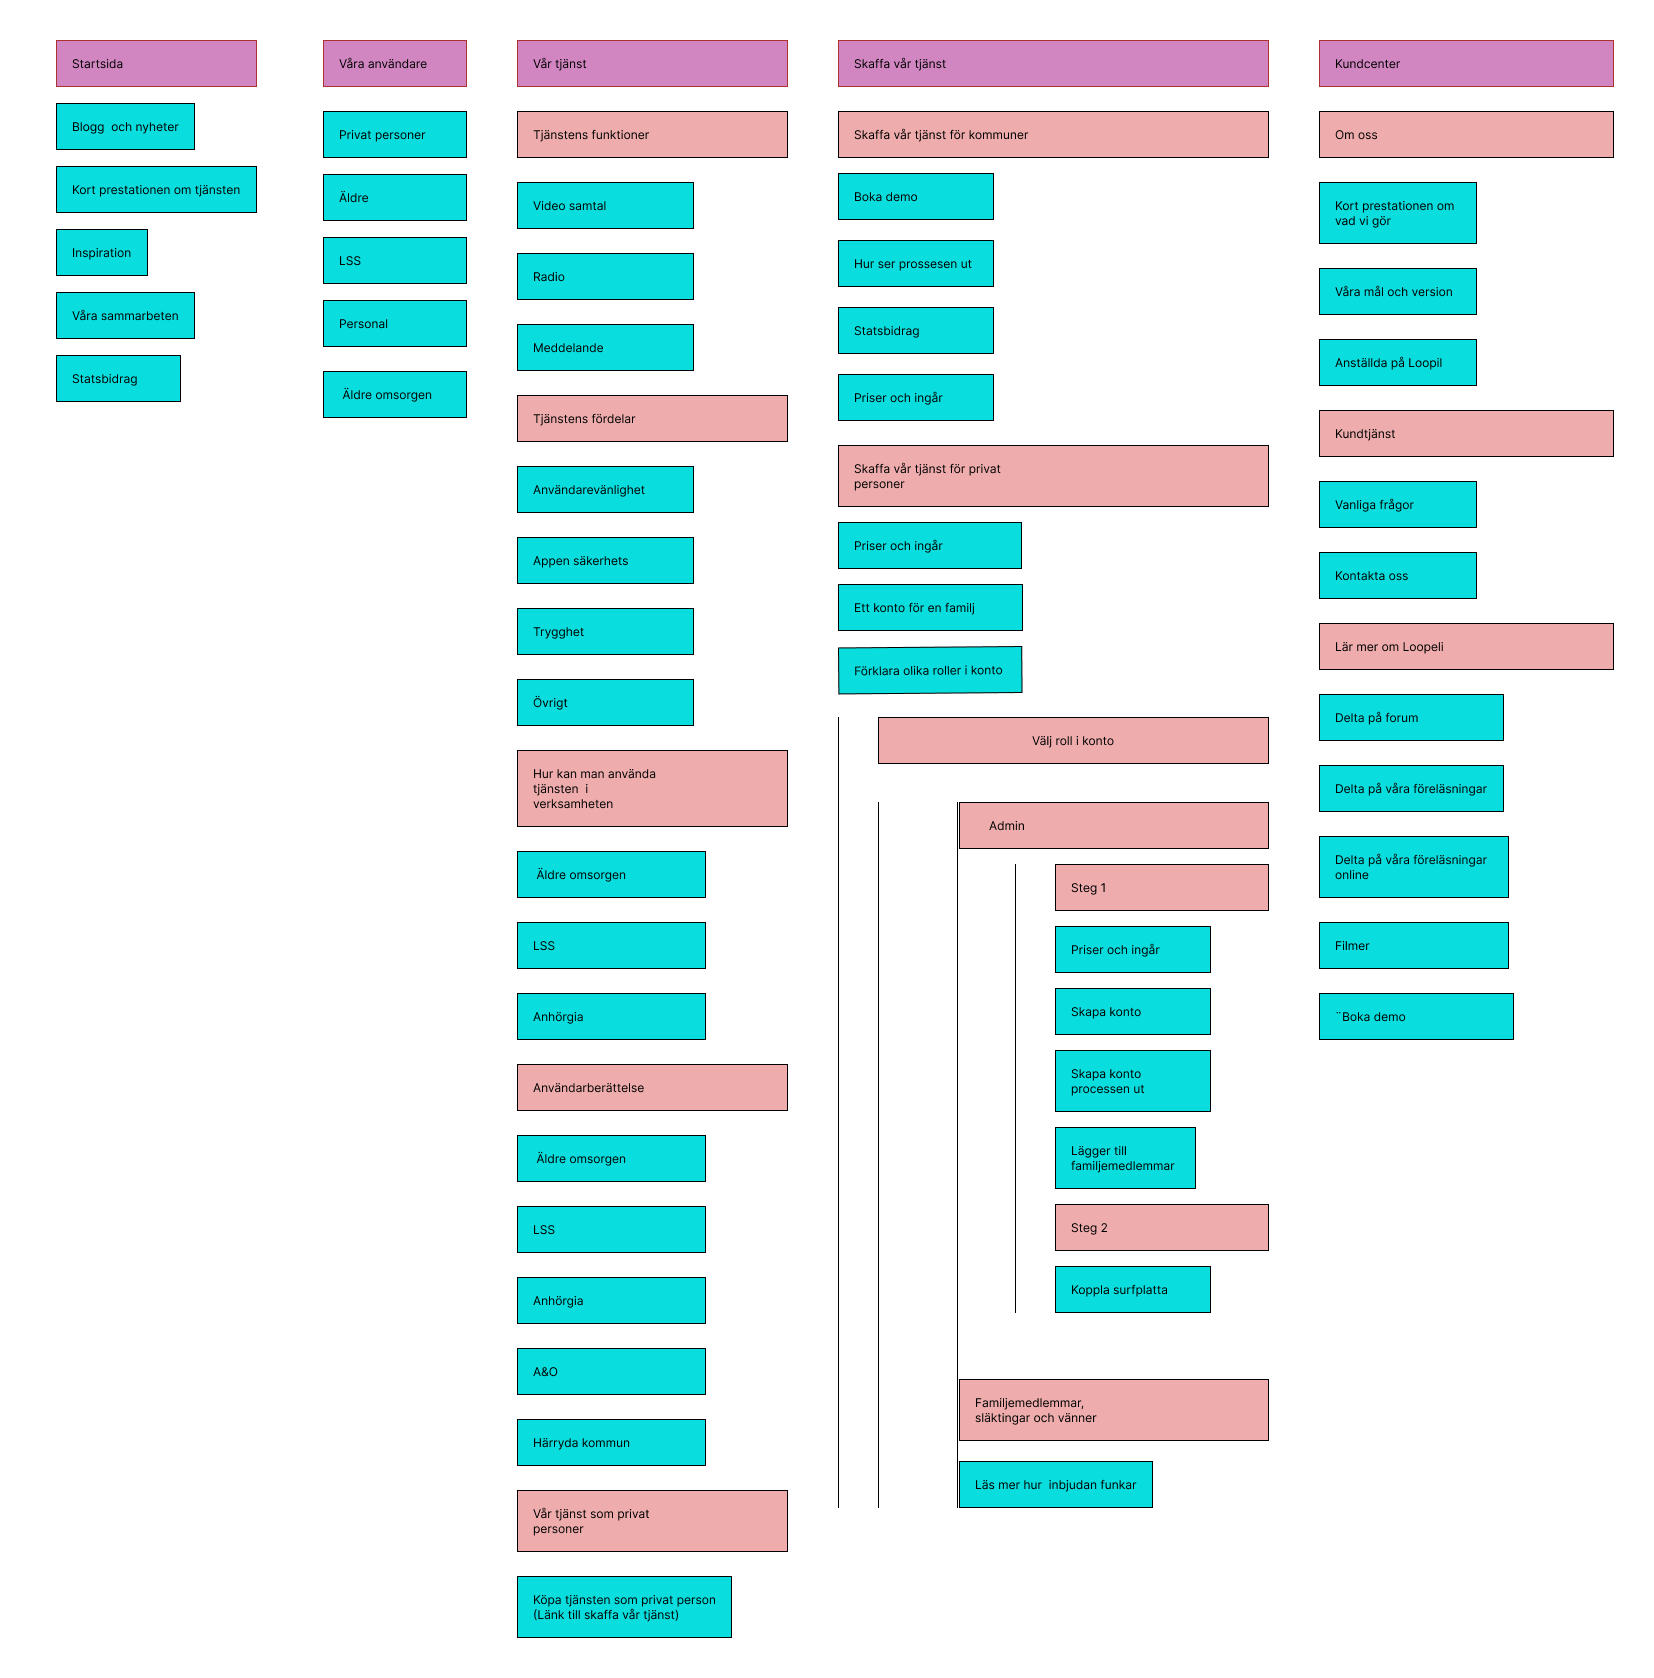 Startsida
Blogg  och nyheter
Kort prestationen om tjänsten
Inspiration
Våra sammarbeten
Statsbidrag
Våra användare
Privat personer
Äldre
LSS
Personal
Äldre omsorgen
Vår tjänst
Tjänstens funktioner
Video samtal
Radio
Meddelande
Tjänstens fördelar
Användarevänlighet
Appen säkerhets
Trygghet
Övrigt
Hur kan man använda
tjänsten  i
verksamheten
Äldre omsorgen
LSS
Anhörgia
Användarberättelse
Äldre omsorgen
LSS
Anhörgia
A&O
Härryda kommun
Vår tjänst som privat
personer
Köpa tjänsten som privat person
(Länk till skaffa vår tjänst)
Skaffa vår tjänst
Skaffa vår tjänst för kommuner
Boka demo
Hur ser prossesen ut
Statsbidrag
Priser och ingår
Skaffa vår tjänst för privat
personer
Priser och ingår
Ett konto för en familj
Förklara olika roller i konto
Välj roll i konto
Admin
Steg 1
Priser och ingår
Skapa konto
Skapa konto
processen ut
Lägger till
familjemedlemmar
Steg 2
Koppla surfplatta
Familjemedlemmar,
släktingar och vänner
Läs mer hur  inbjudan funkar
Kundcenter
Om oss
Kort prestationen om
vad vi gör
Våra mål och version
Anställda på Loopil
Kundtjänst
Vanliga frågor
Kontakta oss
Lär mer om Loopeli
Delta på forum
Delta på våra föreläsningar
Delta på våra föreläsningar
online
Filmer
¨Boka demo